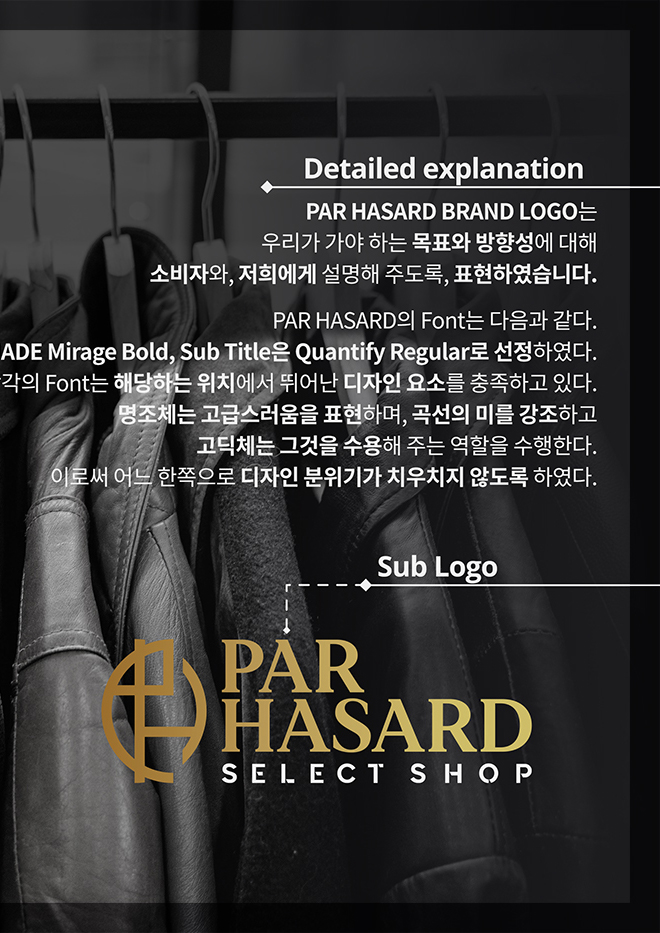 Detailed explanation
PAR HASARD BRAND LOGO는
우리가 가야 하는 목표와 방향성에 대해
소비자와, 저희에게 설명해 주도록, 표현하였습니다.
PAR HASARD의 Font는 다음과 같다.
ADE Mirage Bold, Sub Title은 Quantify Regular로 선정하였다.
각의 Font는 해당하는 위치에서 뛰어난 디자인 요소를 충족하고 있다.
명조체는 고급스러움을 표현하며, 곡선의 미를 강조하고
고딕체는 그것을 수용해 주는 역할을 수행한다.
이로써 어느 한쪽으로 디자인 분위기가 치우치지 않도록 하였다.
Sub Logo
PAR
HASARD
SELECT SHOP